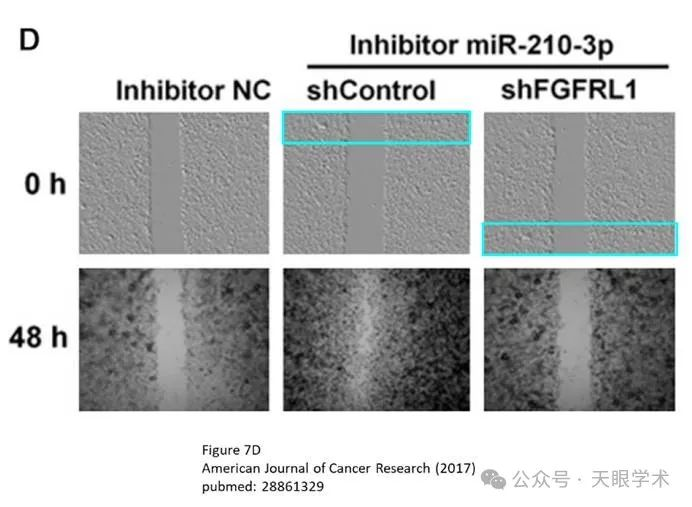 D
Inhibitor miR-210-3p
Inhibitor NC shControl shFGFRL1
0 h
48 h
Figure 7D
American Journal of Cancer Research (2017)
pubmed: 28861329
公众号 · 天眼学术